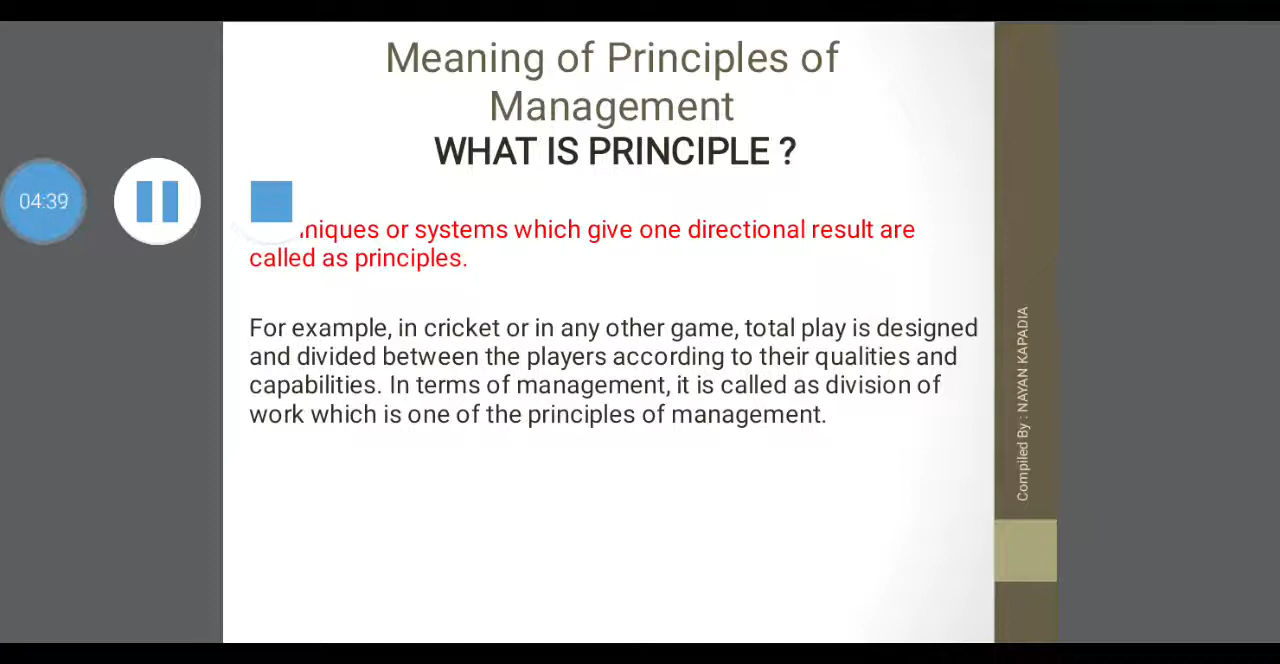 Meaning of Principles of
Management
WHAT IS PRINCIPLE ?
04:39
or systems which give one directional result are
called as principles.
For example, in cricket or in any other game, total play is designed
and divided between the players according to their qualities and
capabilities. In terms of management, it is called as division of
work which is one of the principles of management.
Compiled By : NAYAN KAPADIA